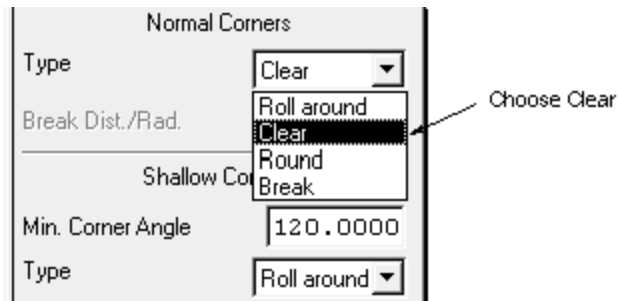 Normal Corners
Type Clear
Choose Clear
Break Dist./Rad. Roll around
Clear
Round
Shallow Co
Break
Min. Corner Angle 120.0000
Type Roll around